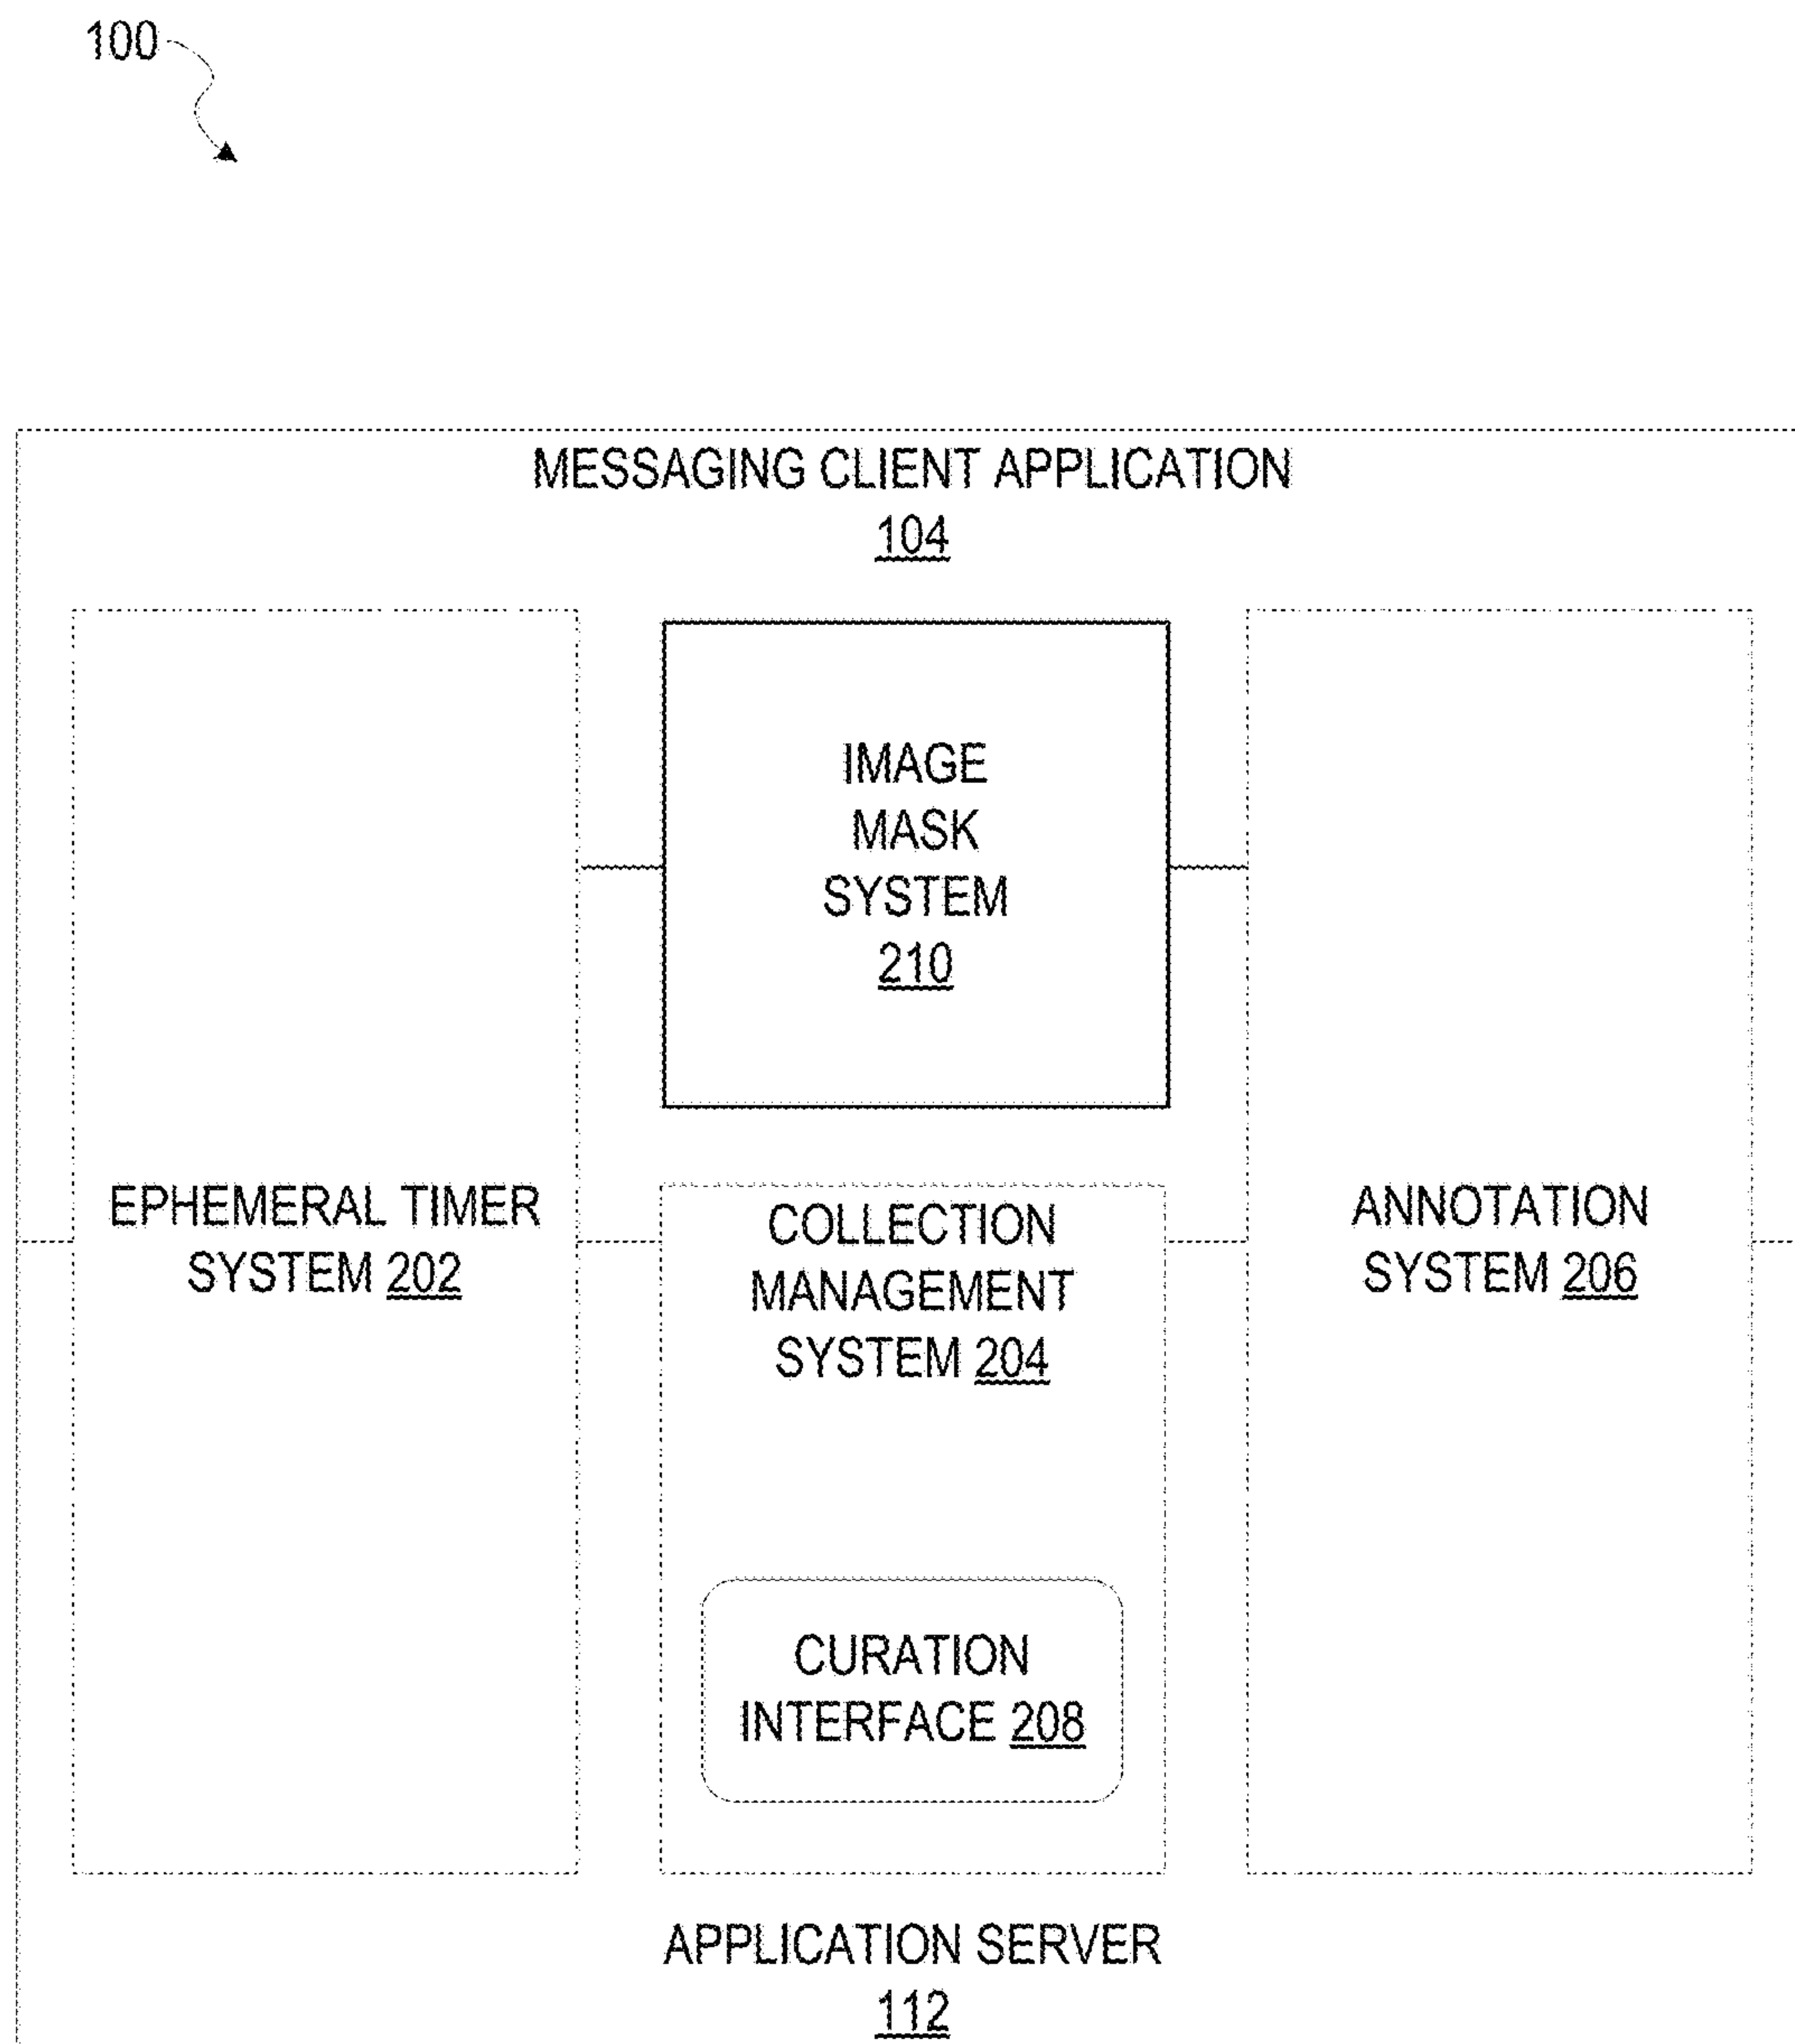 100
MESSAGING CLIENT APPLICATION
104
IMAGE
MASK
SYSTEM
210
EPHEMERAL TIMER
SYSTEM 202
COLLECTION
MANAGEMENT
SYSTEM 204
ANNOTATION
SYSTEM 206
CURATION
INTERFACE 208
APPLICATION SERVER
112